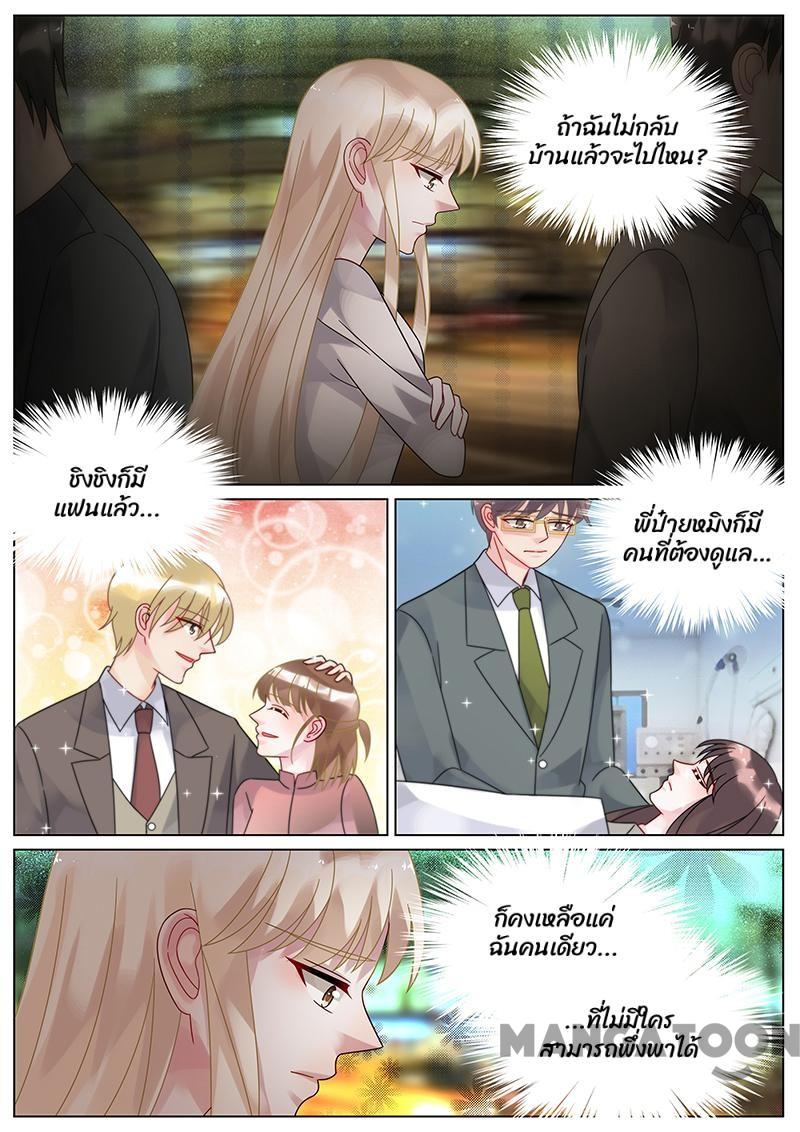 ถ้าฉันไม่กลับ
บ้านแล้วจะไปไหน?
ชิงชิงก็มี
แฟนแล้ว...
พี่ป๋ายหมิงก็มี
คนที่ต้องดูแล...
ก็คงเหลือแค่
ฉันคนเดียว...
...ที่ไม่มีใคร
สามารถพึ่งพาได้
MANGATOON